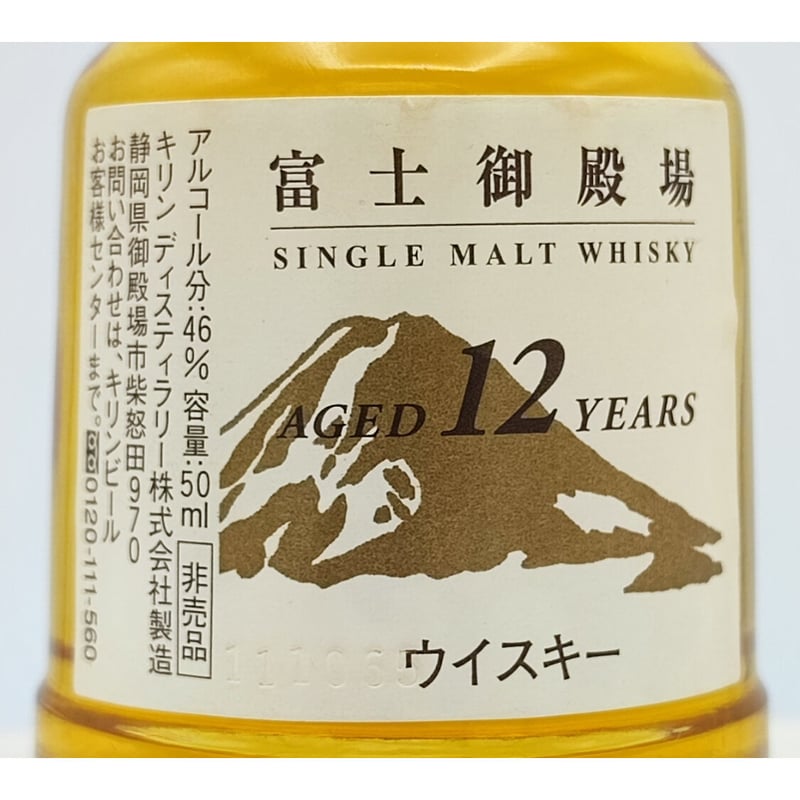 富士御殿場
SINGLE MALT WHISKY
AGED 12 YEARS
ウイスキー
アルコール分:46% 容量:50ml 非売品
キリンディスティラリー株式会社製造
静岡県御殿場市柴怒田970
お問い合わせは、キリンビール
お客様センターまで。0120-111-560